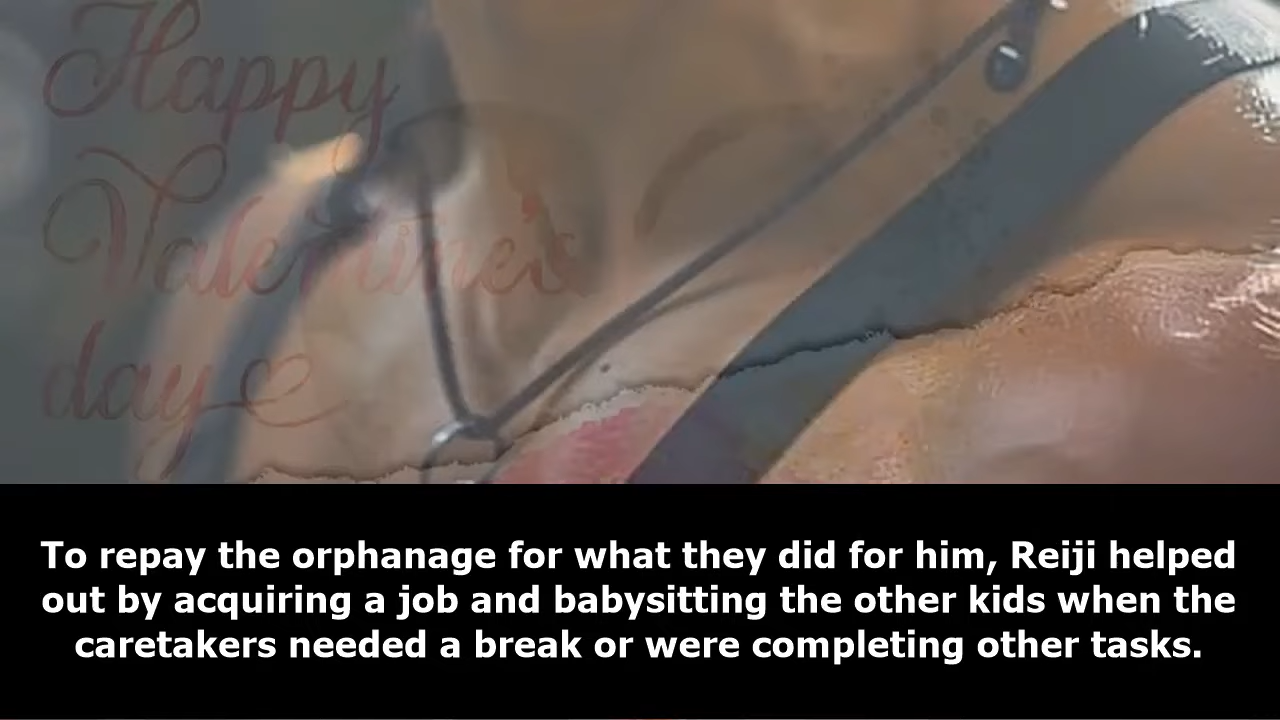 Happy
Valentine's
day
To repay the orphanage for what they did for him, Reiji helped
out by acquiring a job and babysitting the other kids when the
caretakers needed a break or were completing other tasks.